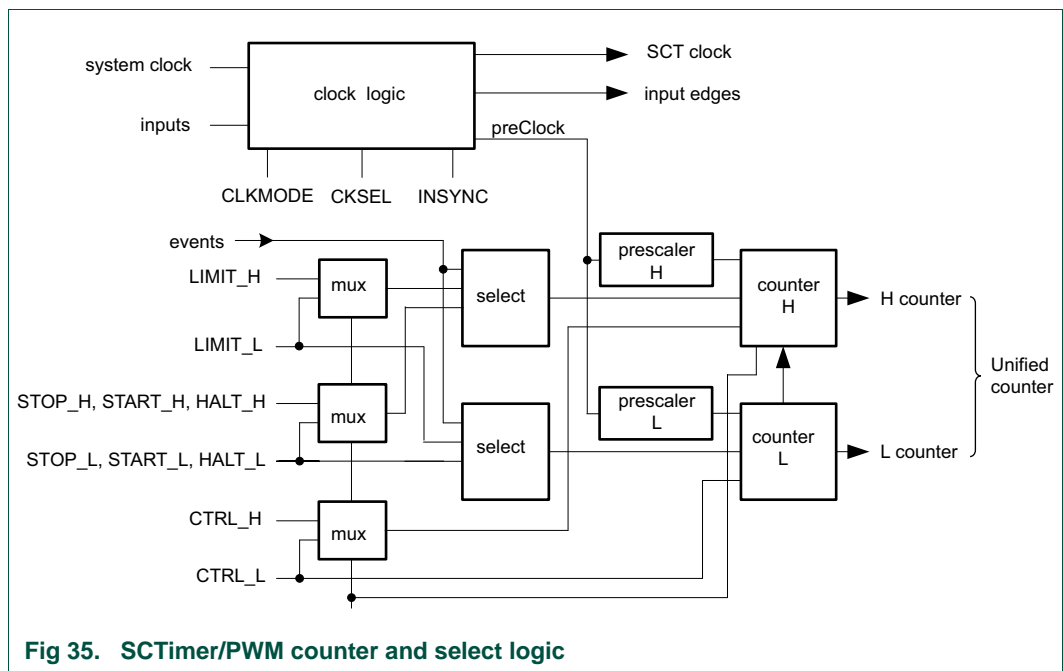 system clock
inputs
clock logic
SCT clock
input edges
preClock
CLKMODE
CKSEL
INSYNC
events
LIMIT_H
LIMIT_L
STOP_H, START_H, HALT_H
STOP_L, START_L, HALT_L
CTRL_H
CTRL_L
mux
mux
mux
select
select
prescaler
H
prescaler
L
counter
H
counter
L
H counter
L counter
Unified
counter
Fig 35. SCTimer/PWM counter and select logic